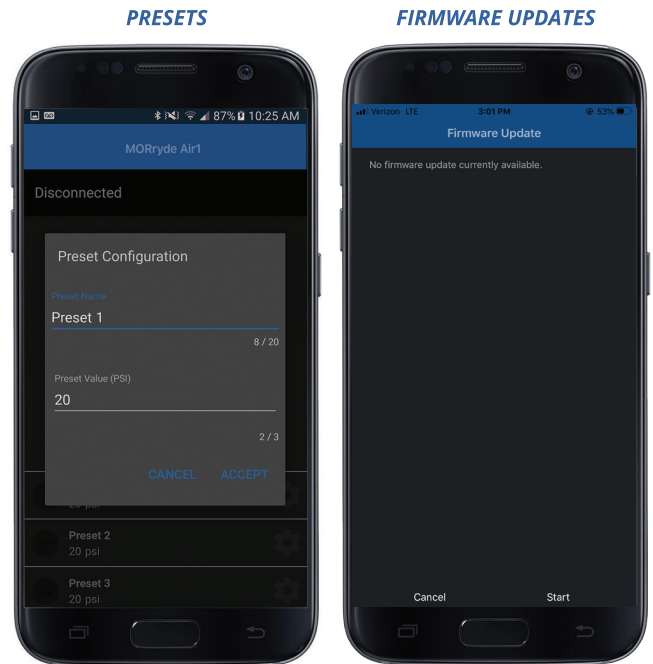 PRESETS
87% 10:25 AM
MORryde Air1
Disconnected
Preset Configuration
Preset Name
Preset 1
8 / 20
Preset Value (PSI)
20
2 / 3
CANCEL ACCEPT
20 psi
Preset 2
20 psi
Preset 3
20 psi
FIRMWARE UPDATES
Verizon LTE 3:01 PM 53%
Firmware Update
No firmware update currently available.
Cancel Start